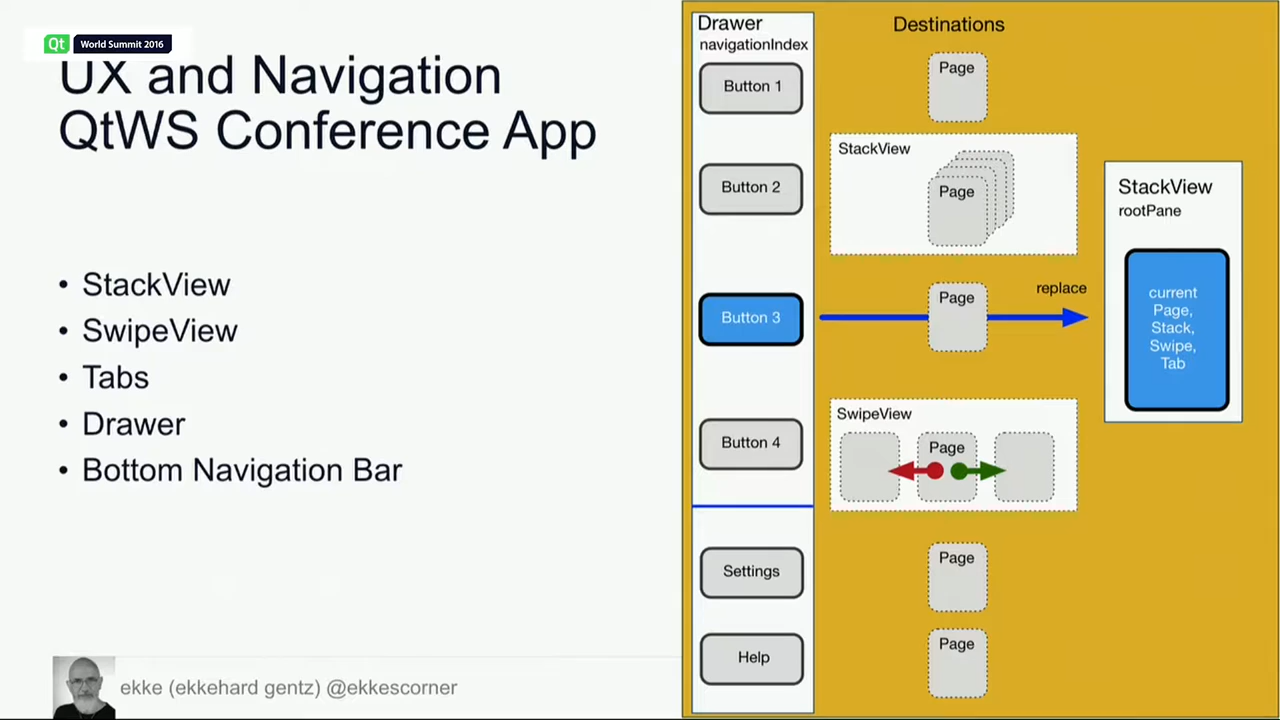 Qt World Summit 2016
UX and Navigation
QtWS Conference App
• StackView
• SwipeView
• Tabs
• Drawer
• Bottom Navigation Bar
ekke (ekkehard gentz) @ekkescorner
Drawer
navigationIndex
Button 1
Button 2
Button 3
Button 4
Settings
Help
Destinations
Page
StackView
Page
Page
replace
SwipeView
Page
Page
Page
StackView
rootPane
current
Page,
Stack,
Swipe,
Tab